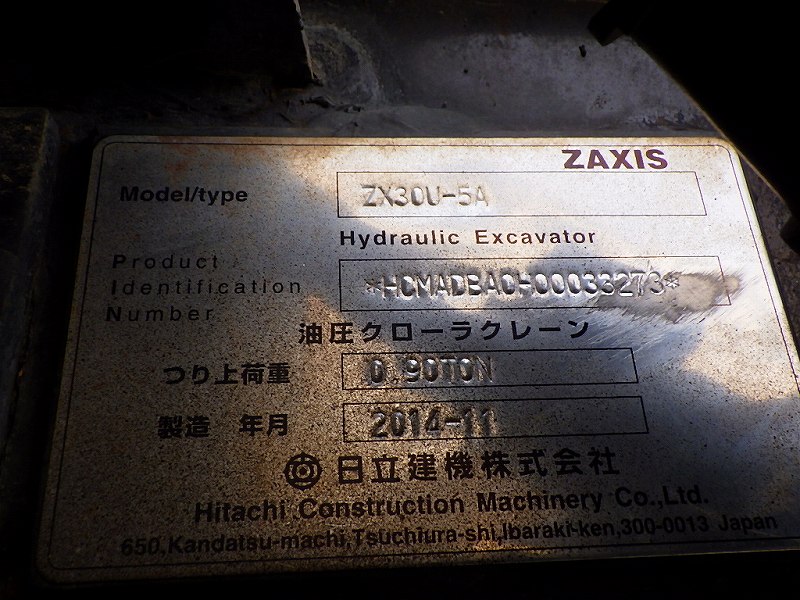 ZAXIS
Model/type ZX30U-5A
Hydraulic Excavator
Product
Identification *HCMADBA0H00033273*
Number
油圧クローラクレーン
つり上荷重 0.90TON
製造 年月 2014-11
日立建機株式会社
Hitachi Construction Machinery Co.,Ltd.
650,Kandatsu-machi,Tsuchiura-shi,Ibaraki-ken,300-0013 Japan